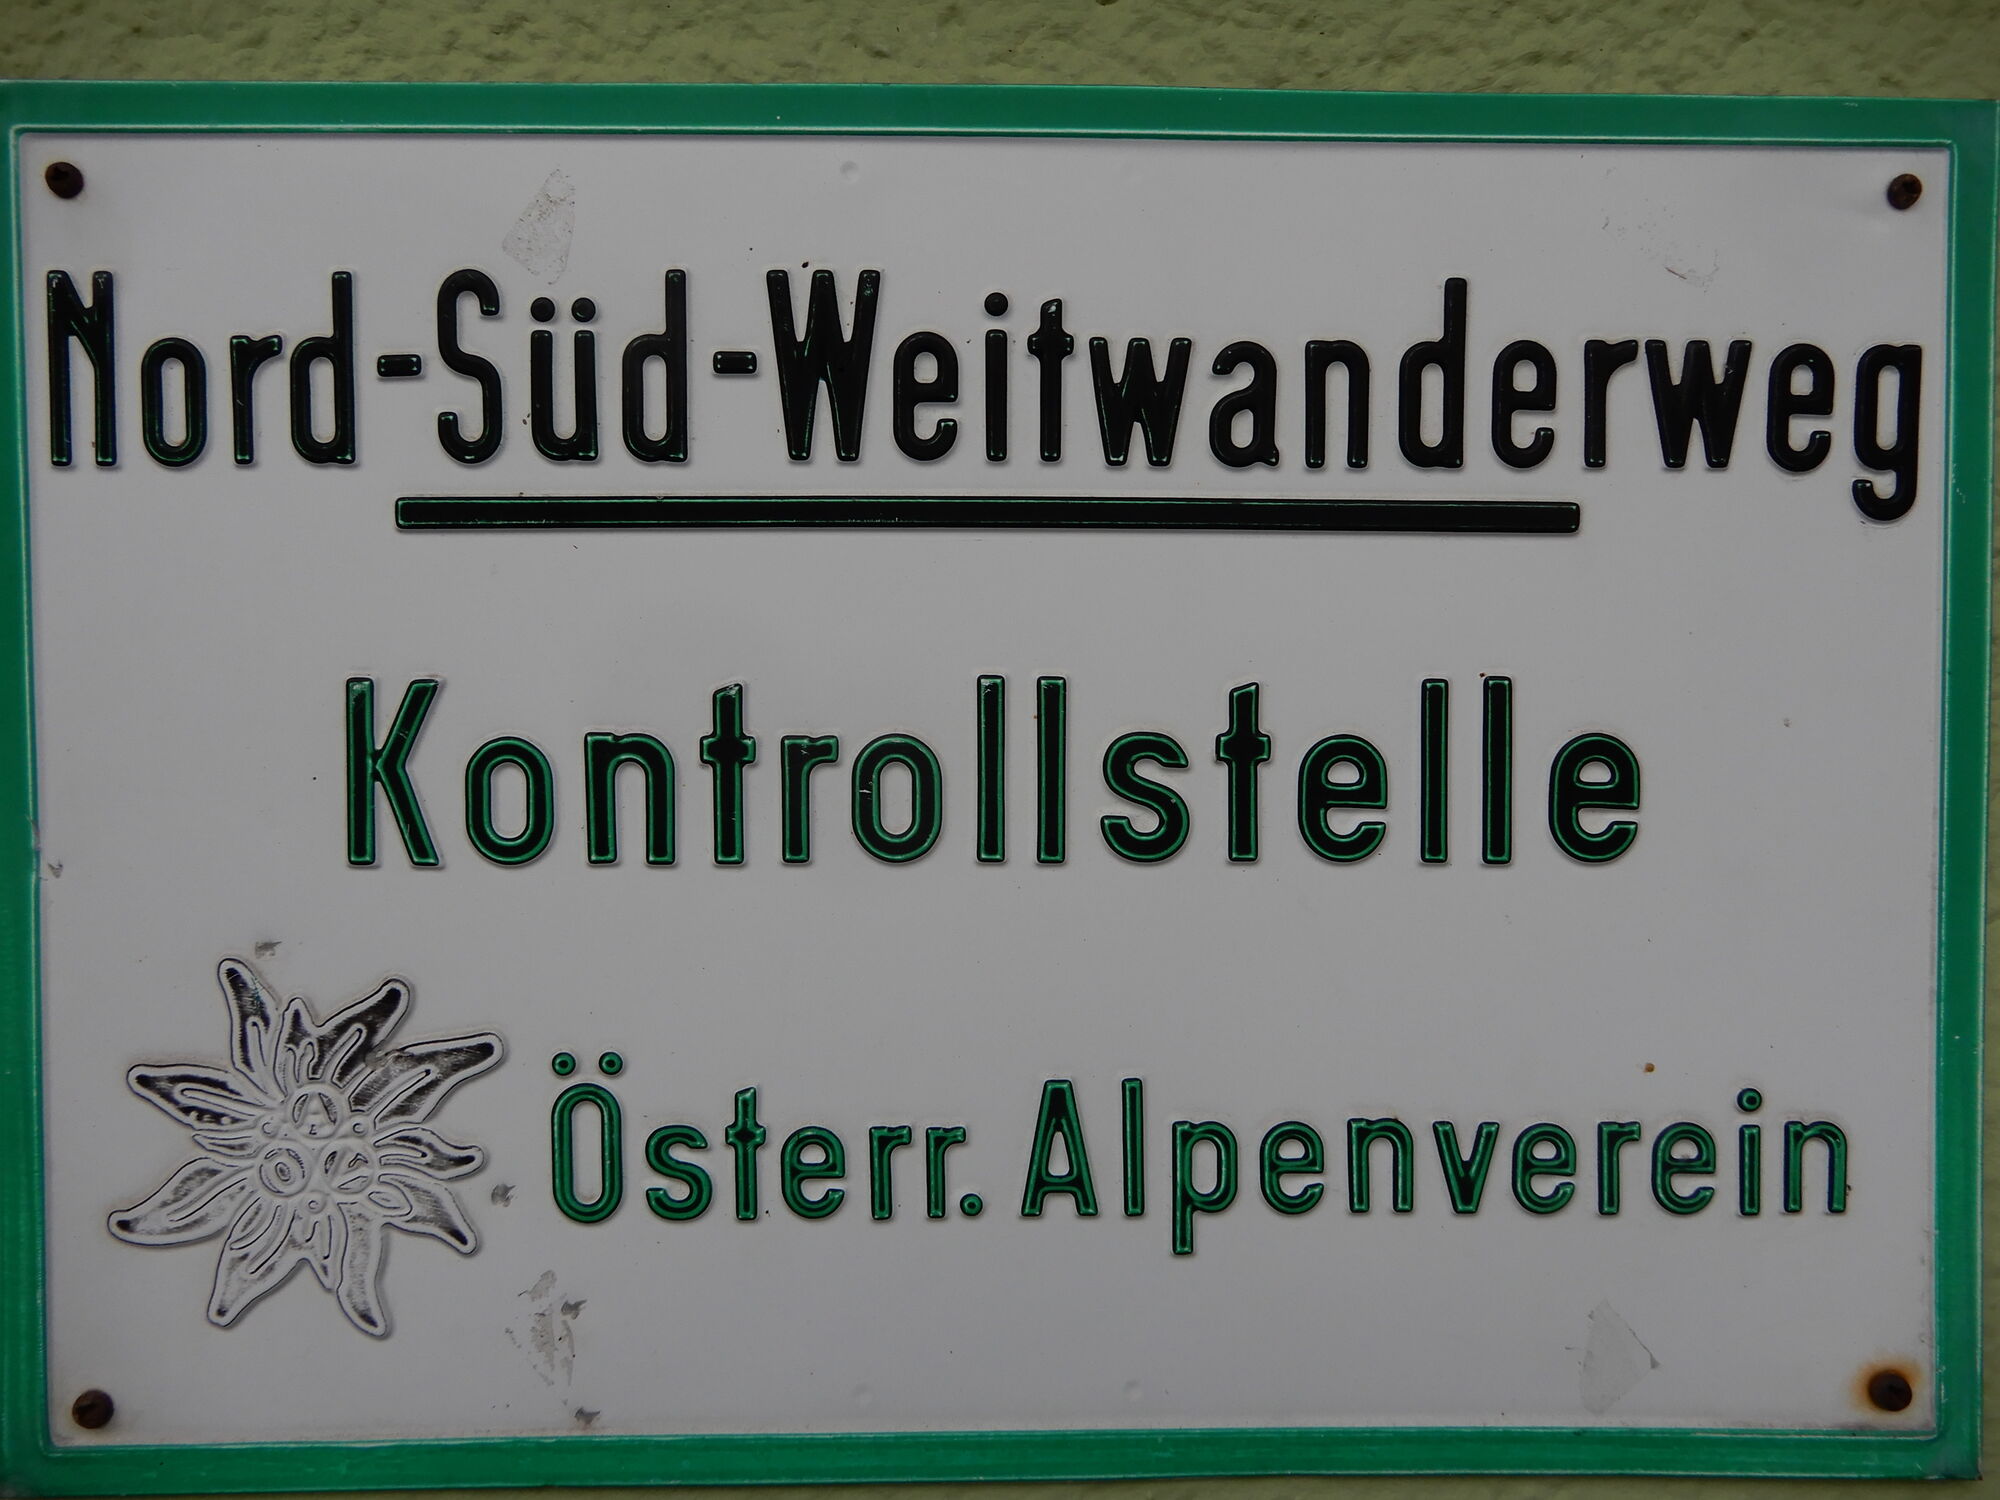 Nord-Süd-Weitwanderweg
Kontrollstelle
Österr. Alpenverein